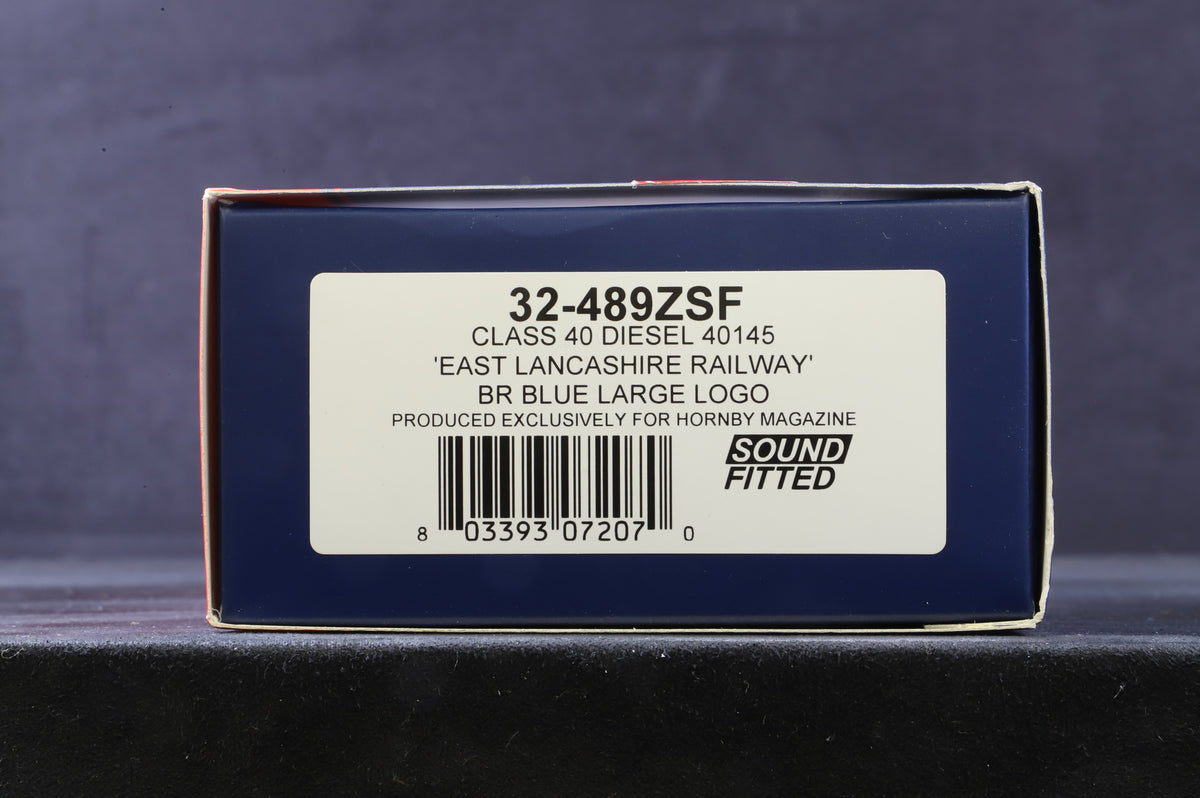 32-489ZSF
CLASS 40 DIESEL 40145
'EAST LANCASHIRE RAILWAY'
BR BLUE LARGE LOGO
PRODUCED EXCLUSIVELY FOR HORNBY MAGAZINE
SOUND
FITTED
8 03393 07207 0